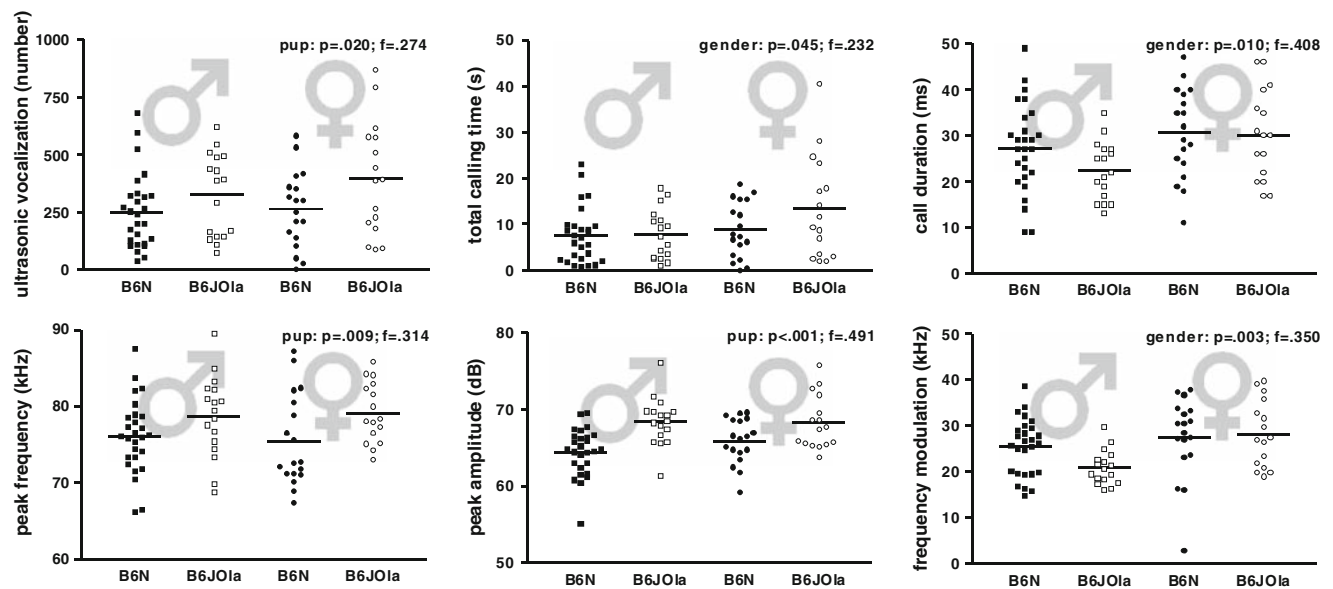 ultrasonic vocalization (number)
1000
750
500
250
0
pup: p=.020; f=.274
B6N B6JOla B6N B6JOla
total calling time (s)
50
40
30
20
10
0
gender: p=.045; f=.232
B6N B6JOla B6N B6JOla
call duration (ms)
50
40
30
20
10
0
gender: p=.010; f=.408
B6N B6JOla B6N B6JOla
peak frequency (kHz)
90
80
70
60
pup: p=.009; f=.314
B6N B6JOla B6N B6JOla
peak amplitude (dB)
80
70
60
50
pup: p<.001; f=.491
B6N B6JOla B6N B6JOla
frequency modulation (kHz)
50
40
30
20
10
0
gender: p=.003; f=.350
B6N B6JOla B6N B6JOla